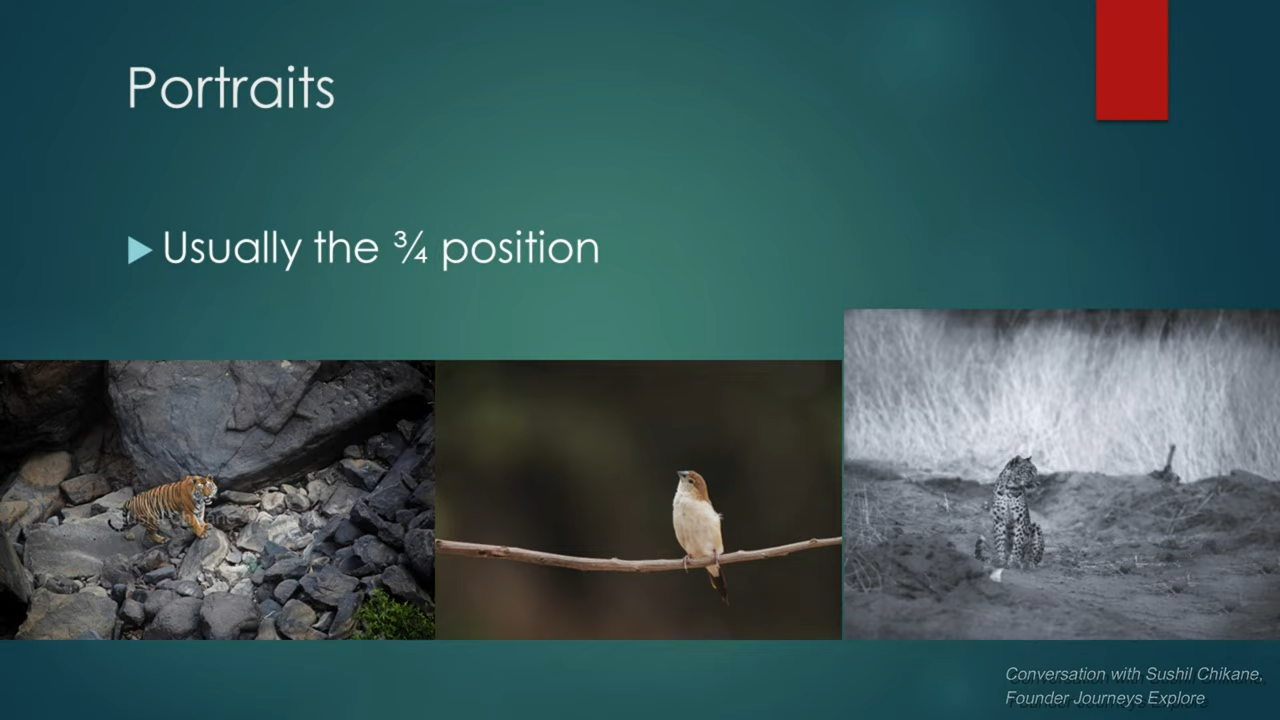 Portraits
Usually the ¾ position
Conversation with Sushil Chikane,
Founder Journeys Explore